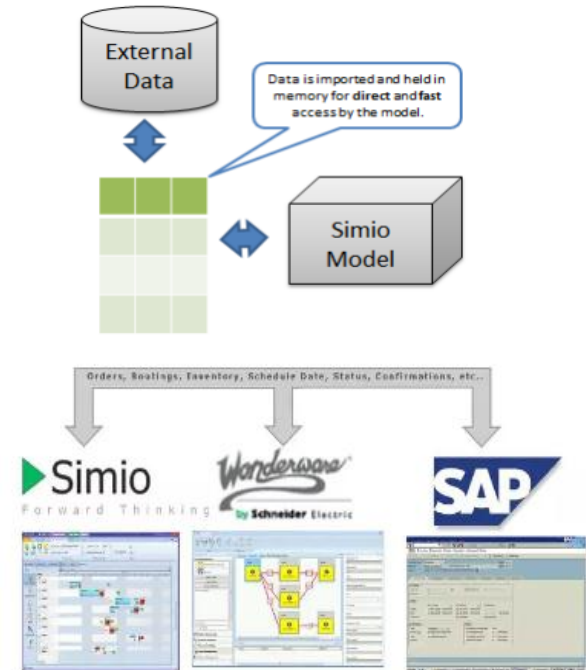 External
Data
Data is imported and held in
memory for direct and fast
access by the model.
Simio
Model
Orders, Routings, Inventory, Schedule Date, Status, Confirmations, etc..
Simio
Forward Thinking
Wonderware
by Schneider Electric
SAP